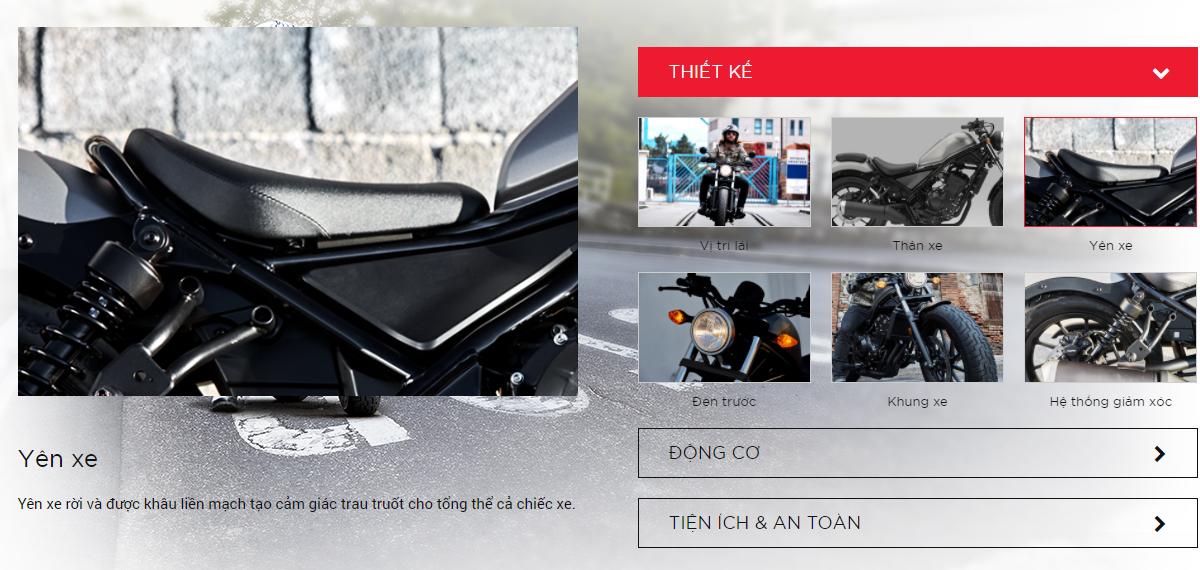 Yên xe
Yên xe rời và được khâu liền mạch tạo cảm giác trau truốt cho tổng thể cả chiếc xe.
THIẾT KẾ
Vị trí lái
Thân xe
Yên xe
Đèn trước
Khung xe
Hệ thống giảm xóc
ĐỘNG CƠ
TIỆN ÍCH & AN TOÀN